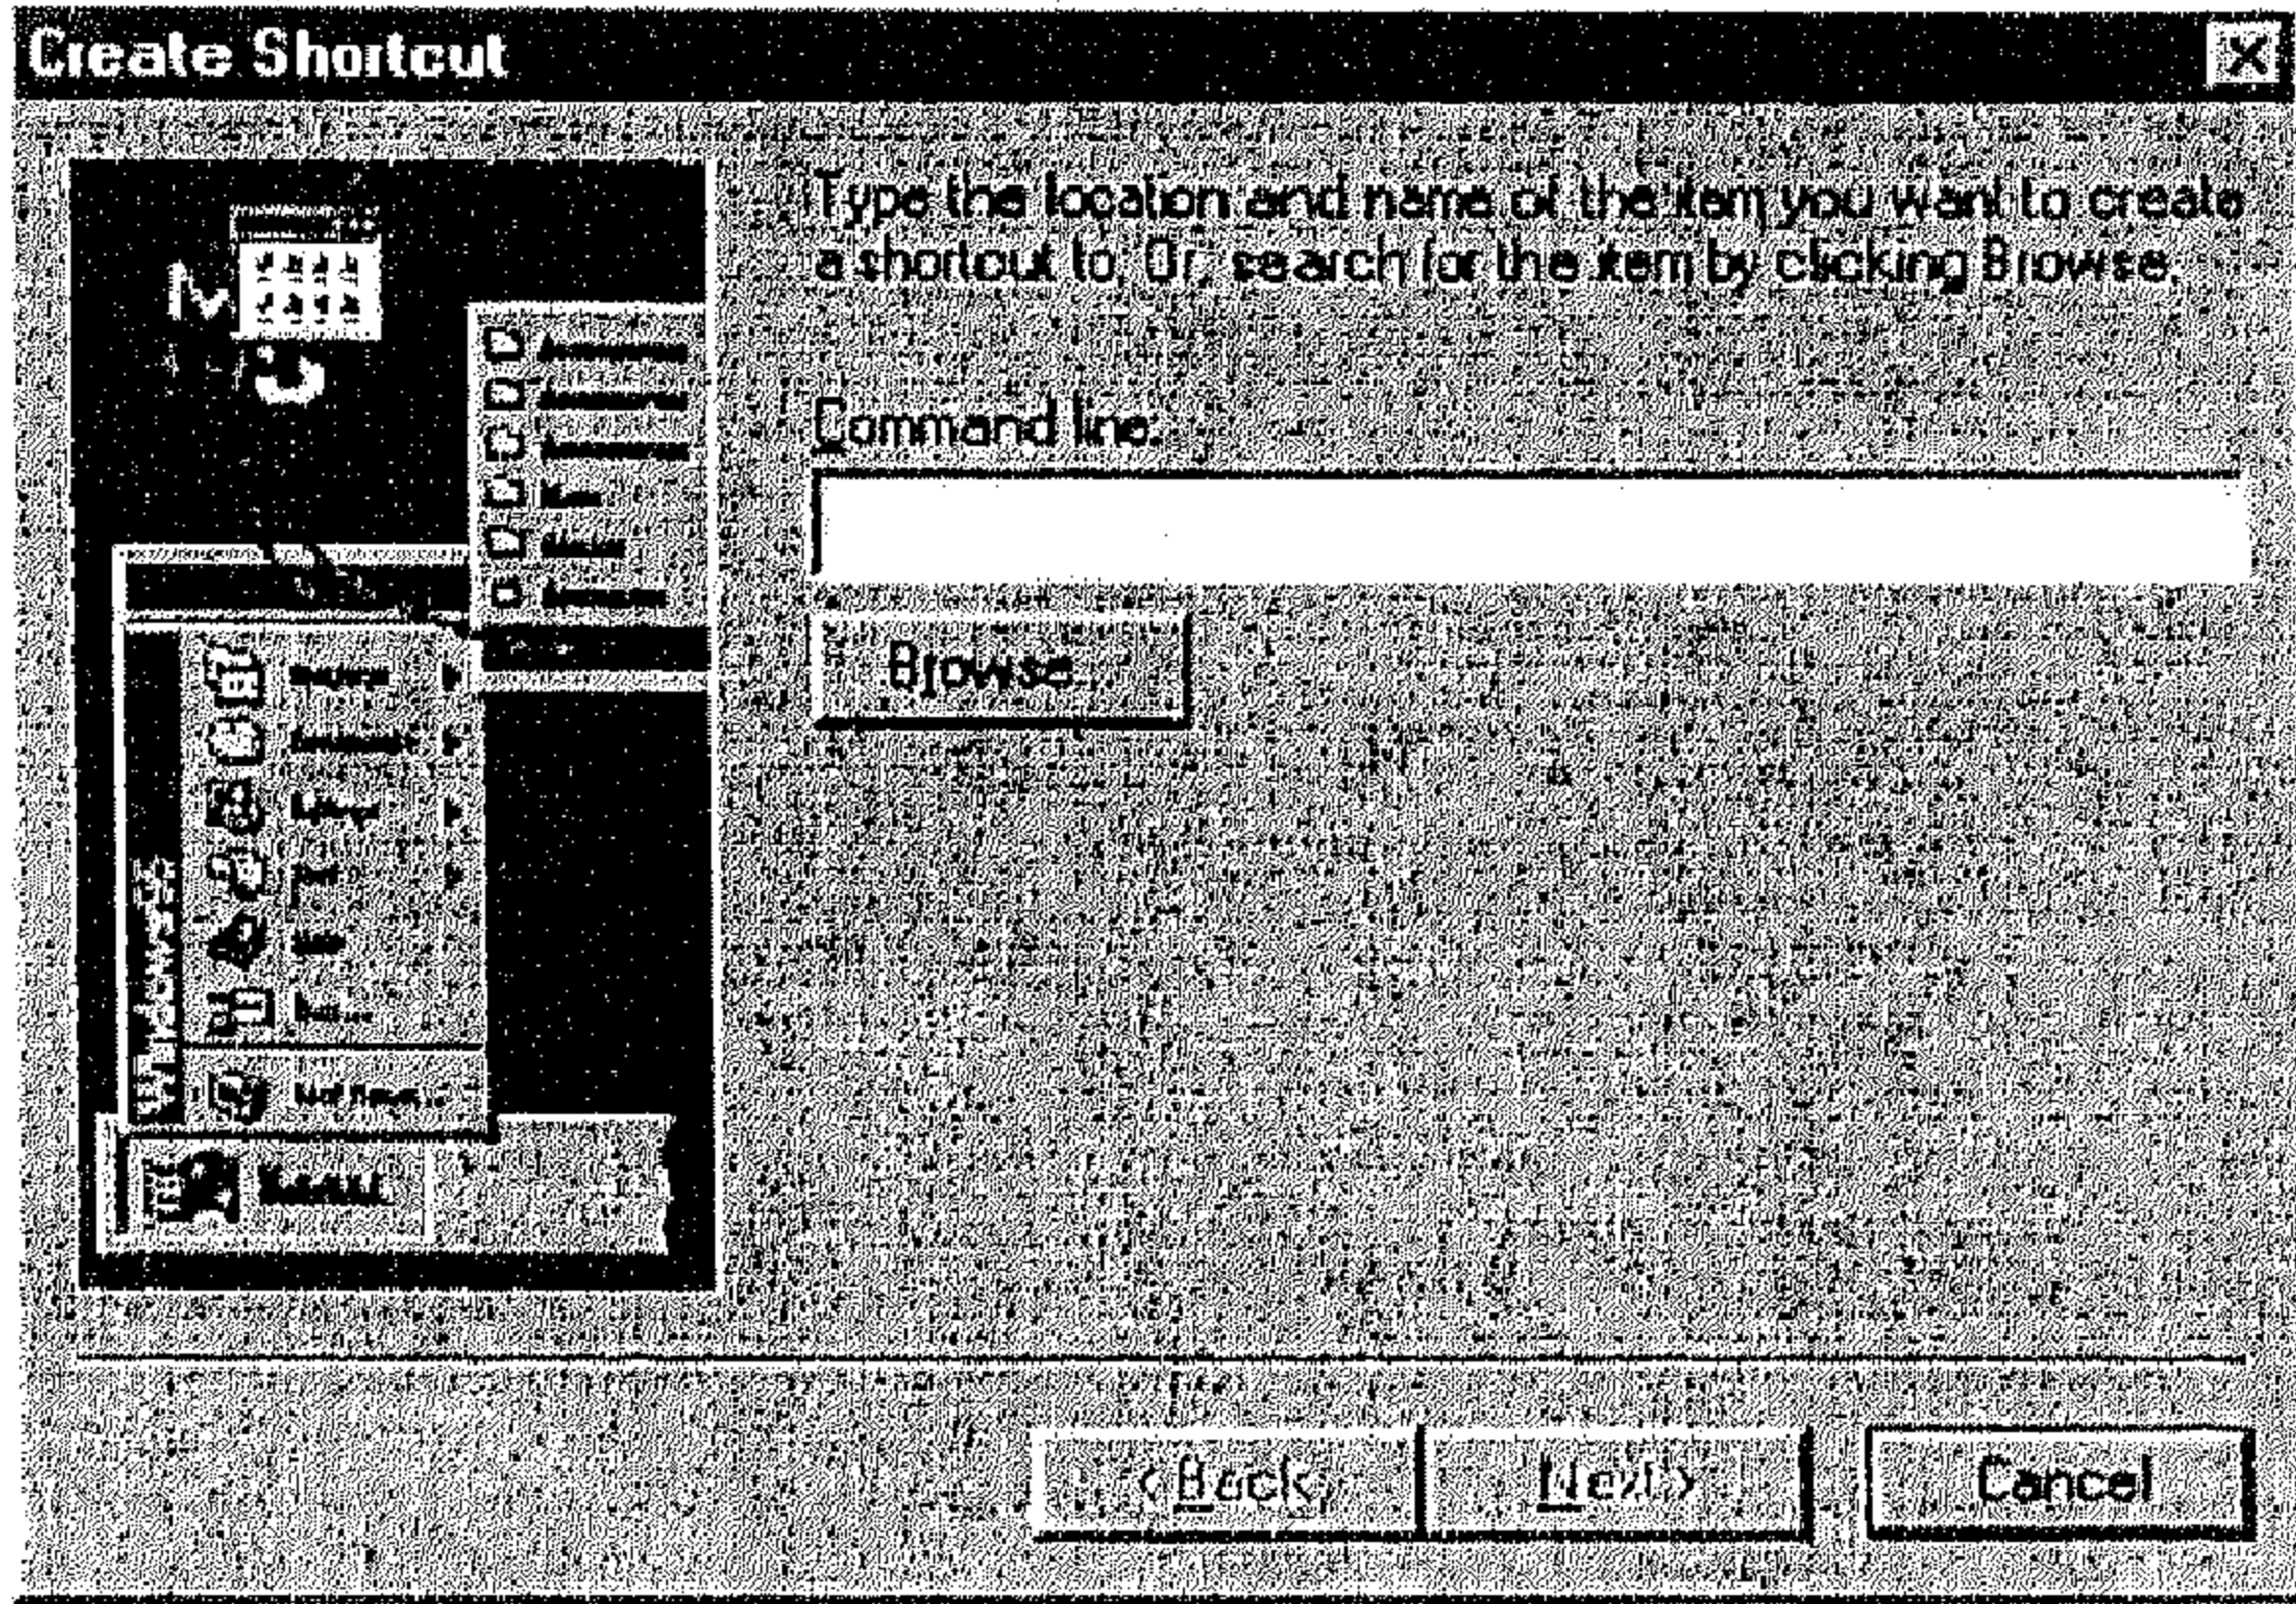 Create Shortcut
Type the location and name of the item you want to create
a shortcut to. Or, search for the item by clicking Browse.
Command line:
Browse...
< Back
Next >
Cancel